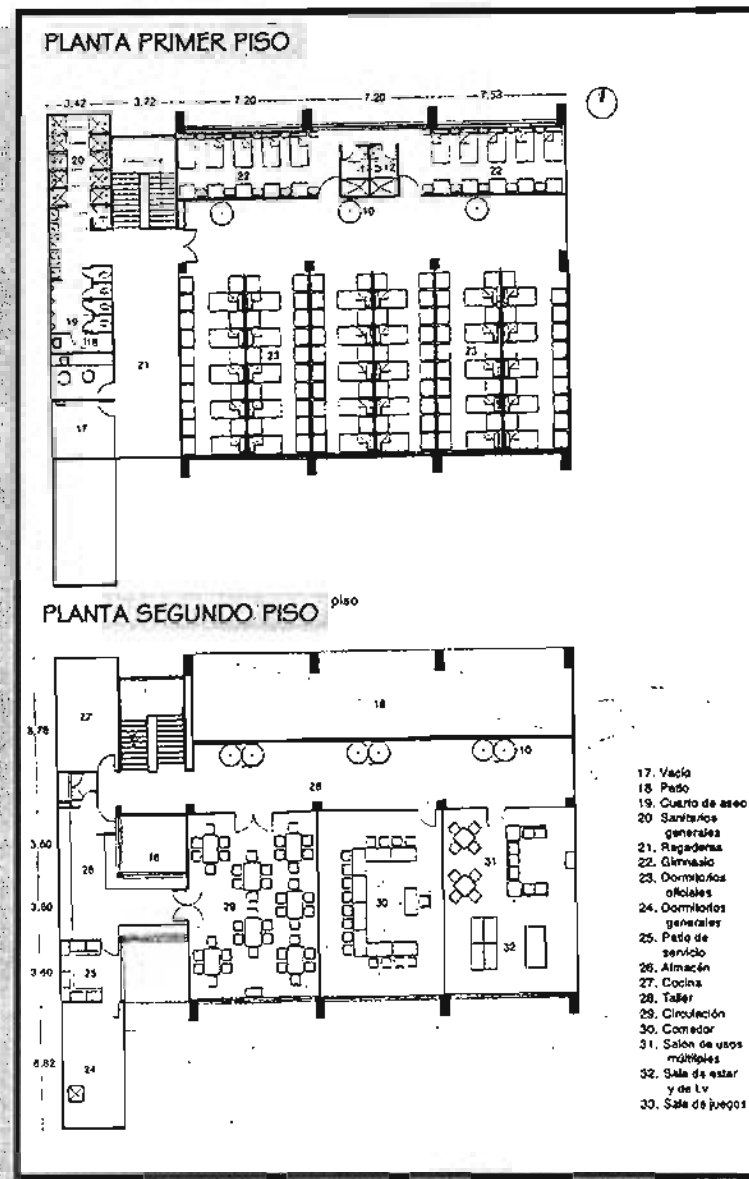 PLANTA PRIMER PISO
3.42 3.72 7.20 7.20 7.53
20
22
22
10
19
18
21
23
23
23
17
PLANTA SEGUNDO PISO piso
27
18
10
28
3.60
26
16
31
3.60
29
30
32
3.40
25
6.82
24
17. Vacío
18 Patio
19. Cuarto de aseo
20 Sanitarios
generales
21. Regaderas
22. Gimnasio
23. Dormitorios
oficiales
24. Dormitorios
generales
25. Patio de
servicio
26. Almacén
27. Cocina
28. Taller
29. Circulación
30. Comedor
31. Salón de usos
múltiples
32. Sala de estar
y de t.v
33. Sala de juegos